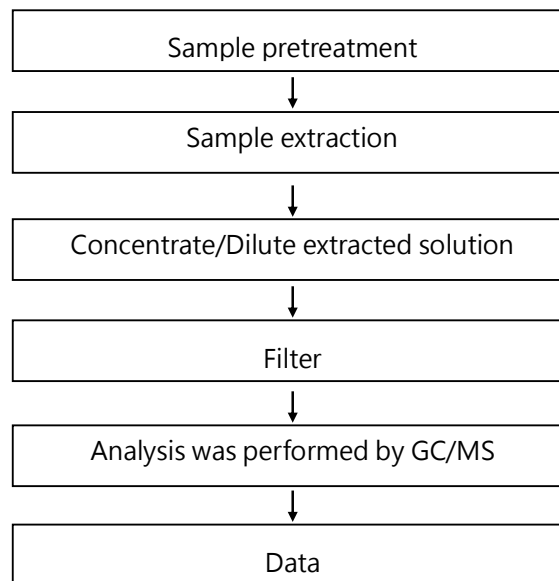 Sample pretreatment
Sample extraction
Concentrate/Dilute extracted solution
Filter
Analysis was performed by GC/MS
Data